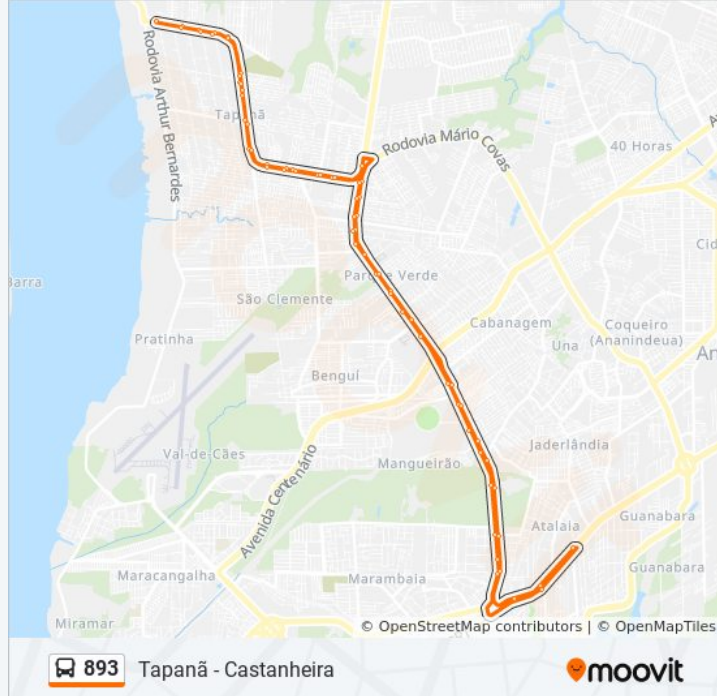 Rodovia Arthur Bernardes
Tapanã
Rodovia Mário Covas
40 Horas
Barra
São Clemente
Parque Verde
Cabanagem
Pratinha
Una
Coqueiro
(Ananindeua)
Benguí
Val-de-Cães
Avenida Centenário
Mangueirão
Jaderlândia
Atalaia
Guanabara
Maracangalha
Marambaia
Guanabara
Miramar
© OpenStreetMap contributors | © OpenMapTiles
893 Tapanã - Castanheira
moovit